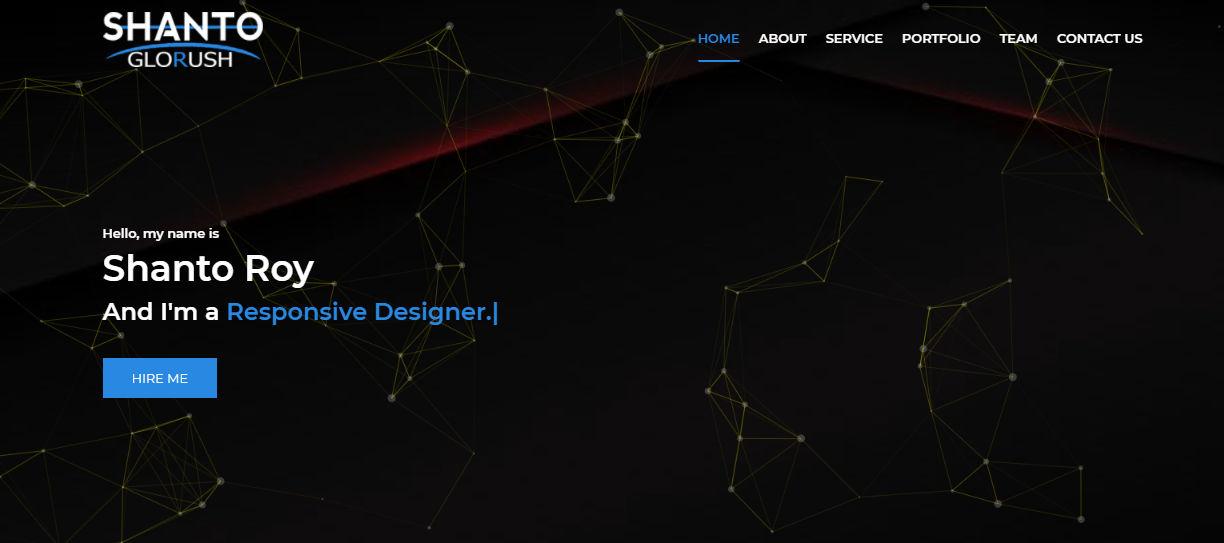 SHANTO
GLORUSH
HOME ABOUT SERVICE PORTFOLIO TEAM CONTACT US
Hello, my name is
Shanto Roy
And I'm a Responsive Designer.|
HIRE ME